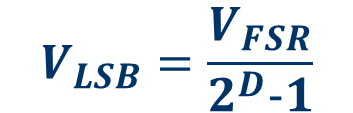 V_LSB = V_FSR / 2^D-1